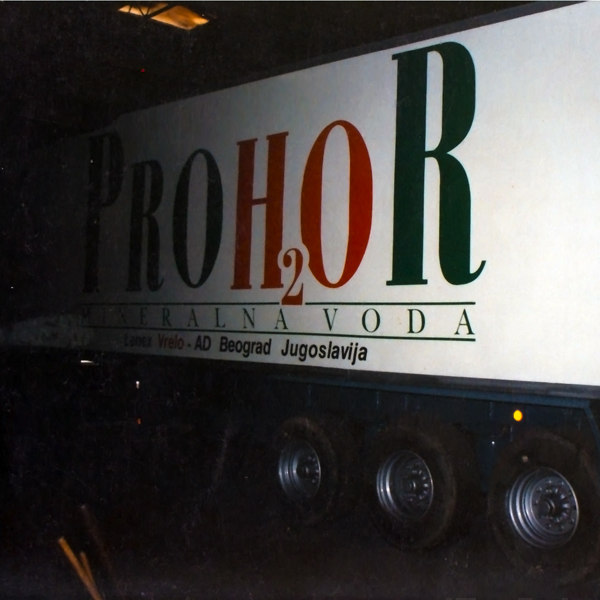 PROH2OR
MINERALNA VODA
Vrelo - AD Beograd Jugoslavija